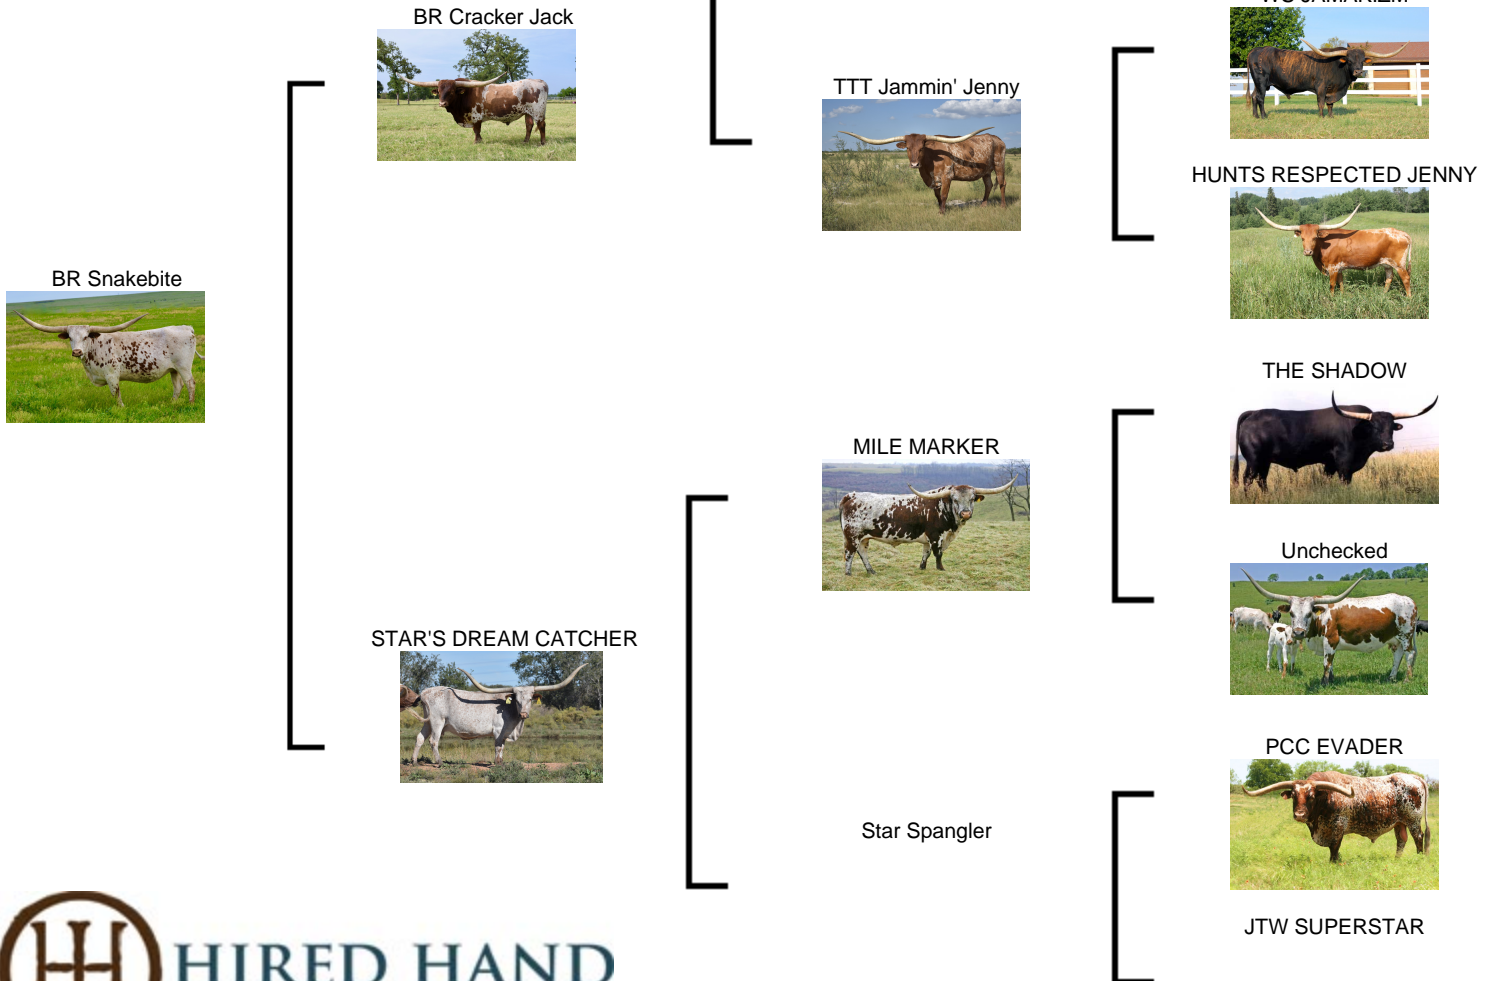 BR Cracker Jack
TTT Jammin' Jenny
HUNTS RESPECTED JENNY
BR Snakebite
THE SHADOW
MILE MARKER
Unchecked
STAR'S DREAM CATCHER
PCC EVADER
Star Spangler
JTW SUPERSTAR
HIRED HAND